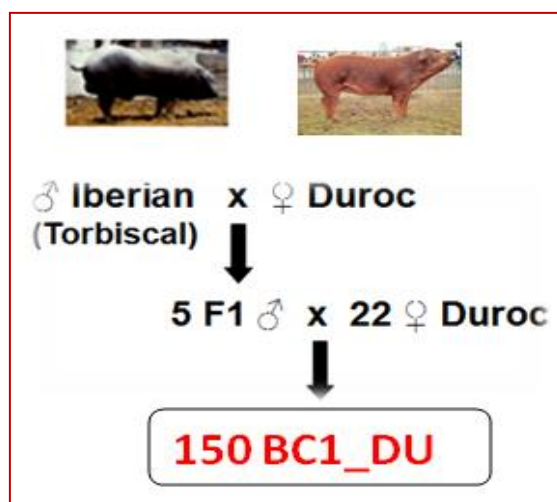 ♂ Iberian x ♀ Duroc
(Torbiscal)
5 F1 ♂ x 22 ♀ Duroc
150 BC1_DU